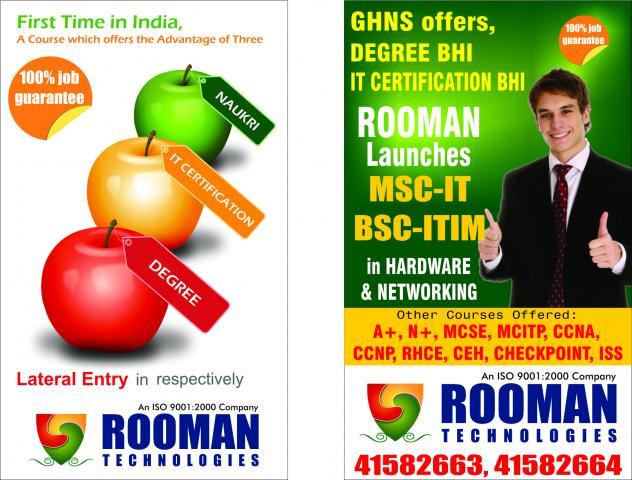 First Time in India,
A Course which offers the Advantage of Three
100% job
guarantee
NAUKRI
IT CERTIFICATION
DEGREE
Lateral Entry in respectively
An ISO 9001:2000 Company
ROOMAN
TECHNOLOGIES
GHNS offers,
DEGREE BHI
IT CERTIFICATION BHI
100% job
guarantee
ROOMAN
Launches
MSC-IT
BSC-ITIM
in HARDWARE
& NETWORKING
Other Courses Offered:
A+, N+, MCSE, MCITP, CCNA,
CCNP, RHCE, CEH, CHECKPOINT, ISS
An ISO 9001:2000 Company
ROOMAN
TECHNOLOGIES
41582663, 41582664